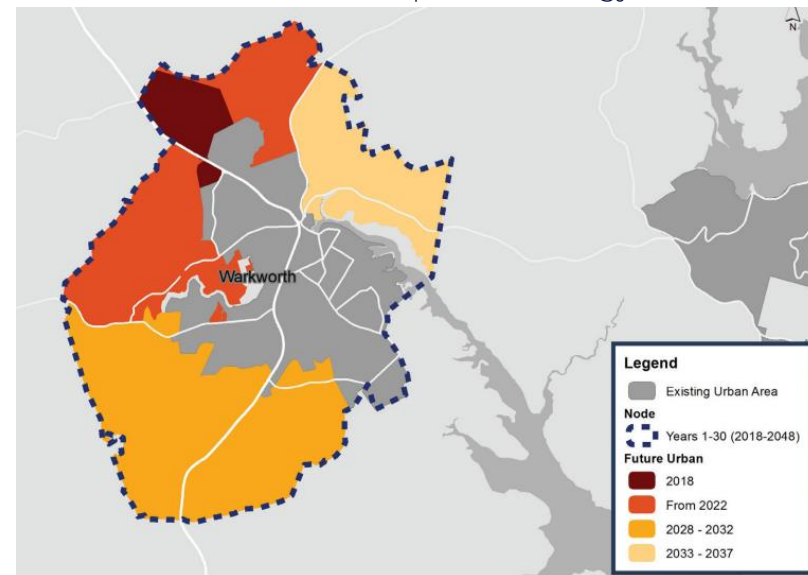 N
Warkworth
Legend
Existing Urban Area
Node
Years 1-30 (2018-2048)
Future Urban
2018
From 2022
2028 - 2032
2033 - 2037